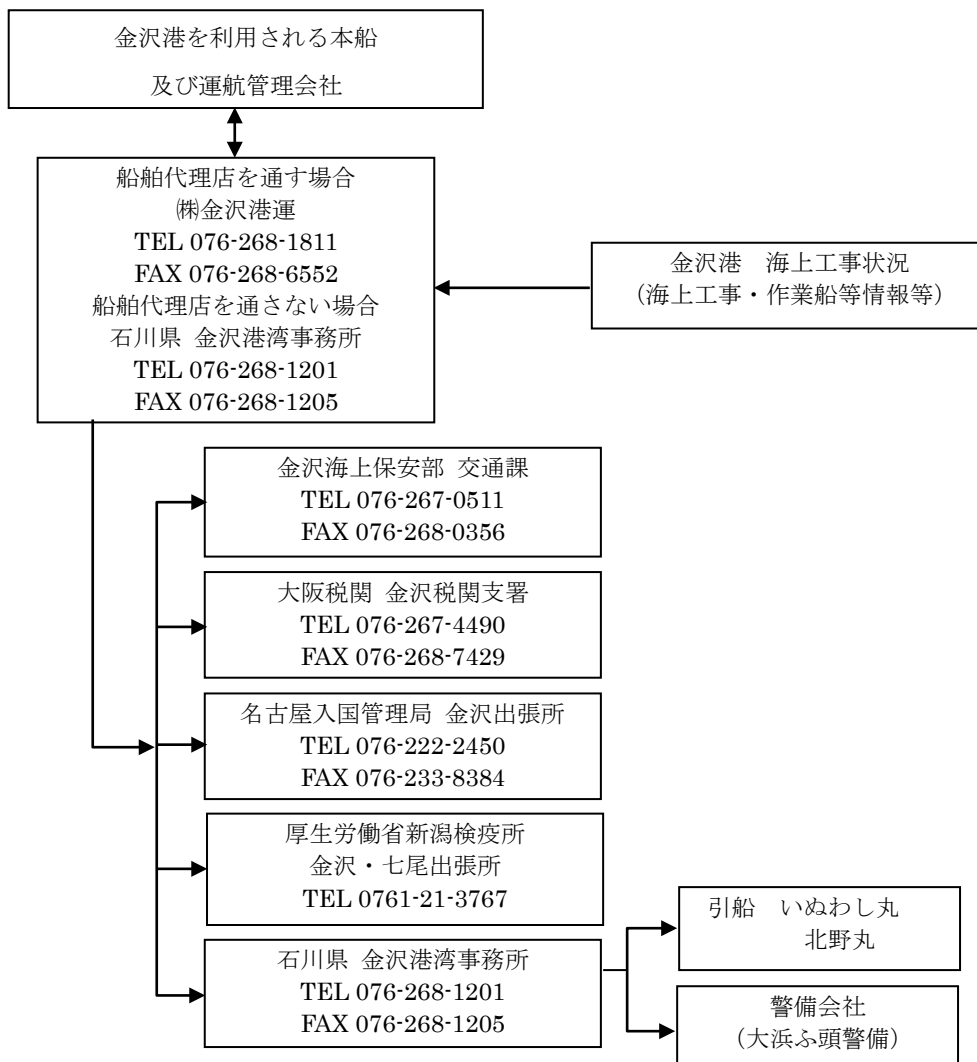 金沢港を利用される本船
及び運航管理会社
船舶代理店を通す場合
㈱金沢港運
TEL 076-268-1811
FAX 076-268-6552
船舶代理店を通さない場合
石川県 金沢港湾事務所
TEL 076-268-1201
FAX 076-268-1205
金沢港　海上工事状況
（海上工事・作業船等情報等）
金沢海上保安部 交通課
TEL 076-267-0511
FAX 076-268-0356
大阪税関 金沢税関支署
TEL 076-267-4490
FAX 076-268-7429
名古屋入国管理局 金沢出張所
TEL 076-222-2450
FAX 076-233-8384
厚生労働省新潟検疫所
金沢・七尾出張所
TEL 0761-21-3767
石川県 金沢港湾事務所
TEL 076-268-1201
FAX 076-268-1205
引船　いぬわし丸
北野丸
警備会社
（大浜ふ頭警備）